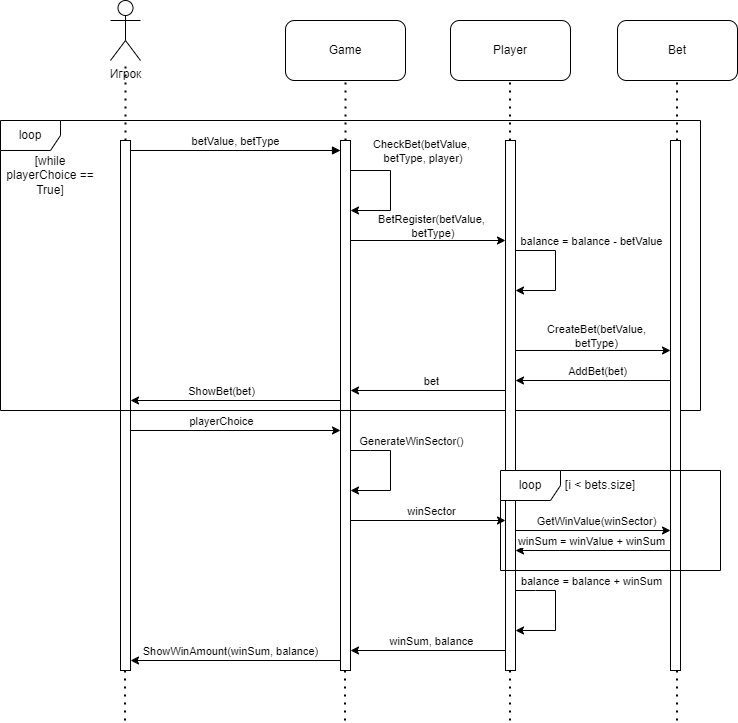 Игрок
Game
Player
Bet
loop
[while
playerChoice ==
True]
betValue, betType
CheckBet(betValue,
betType, player)
BetRegister(betValue,
betType)
balance = balance - betValue
CreateBet(betValue,
betType)
AddBet(bet)
bet
ShowBet(bet)
playerChoice
GenerateWinSector()
loop
[i < bets.size]
winSector
GetWinValue(winSector)
winSum = winValue + winSum
balance = balance + winSum
winSum, balance
ShowWinAmount(winSum, balance)